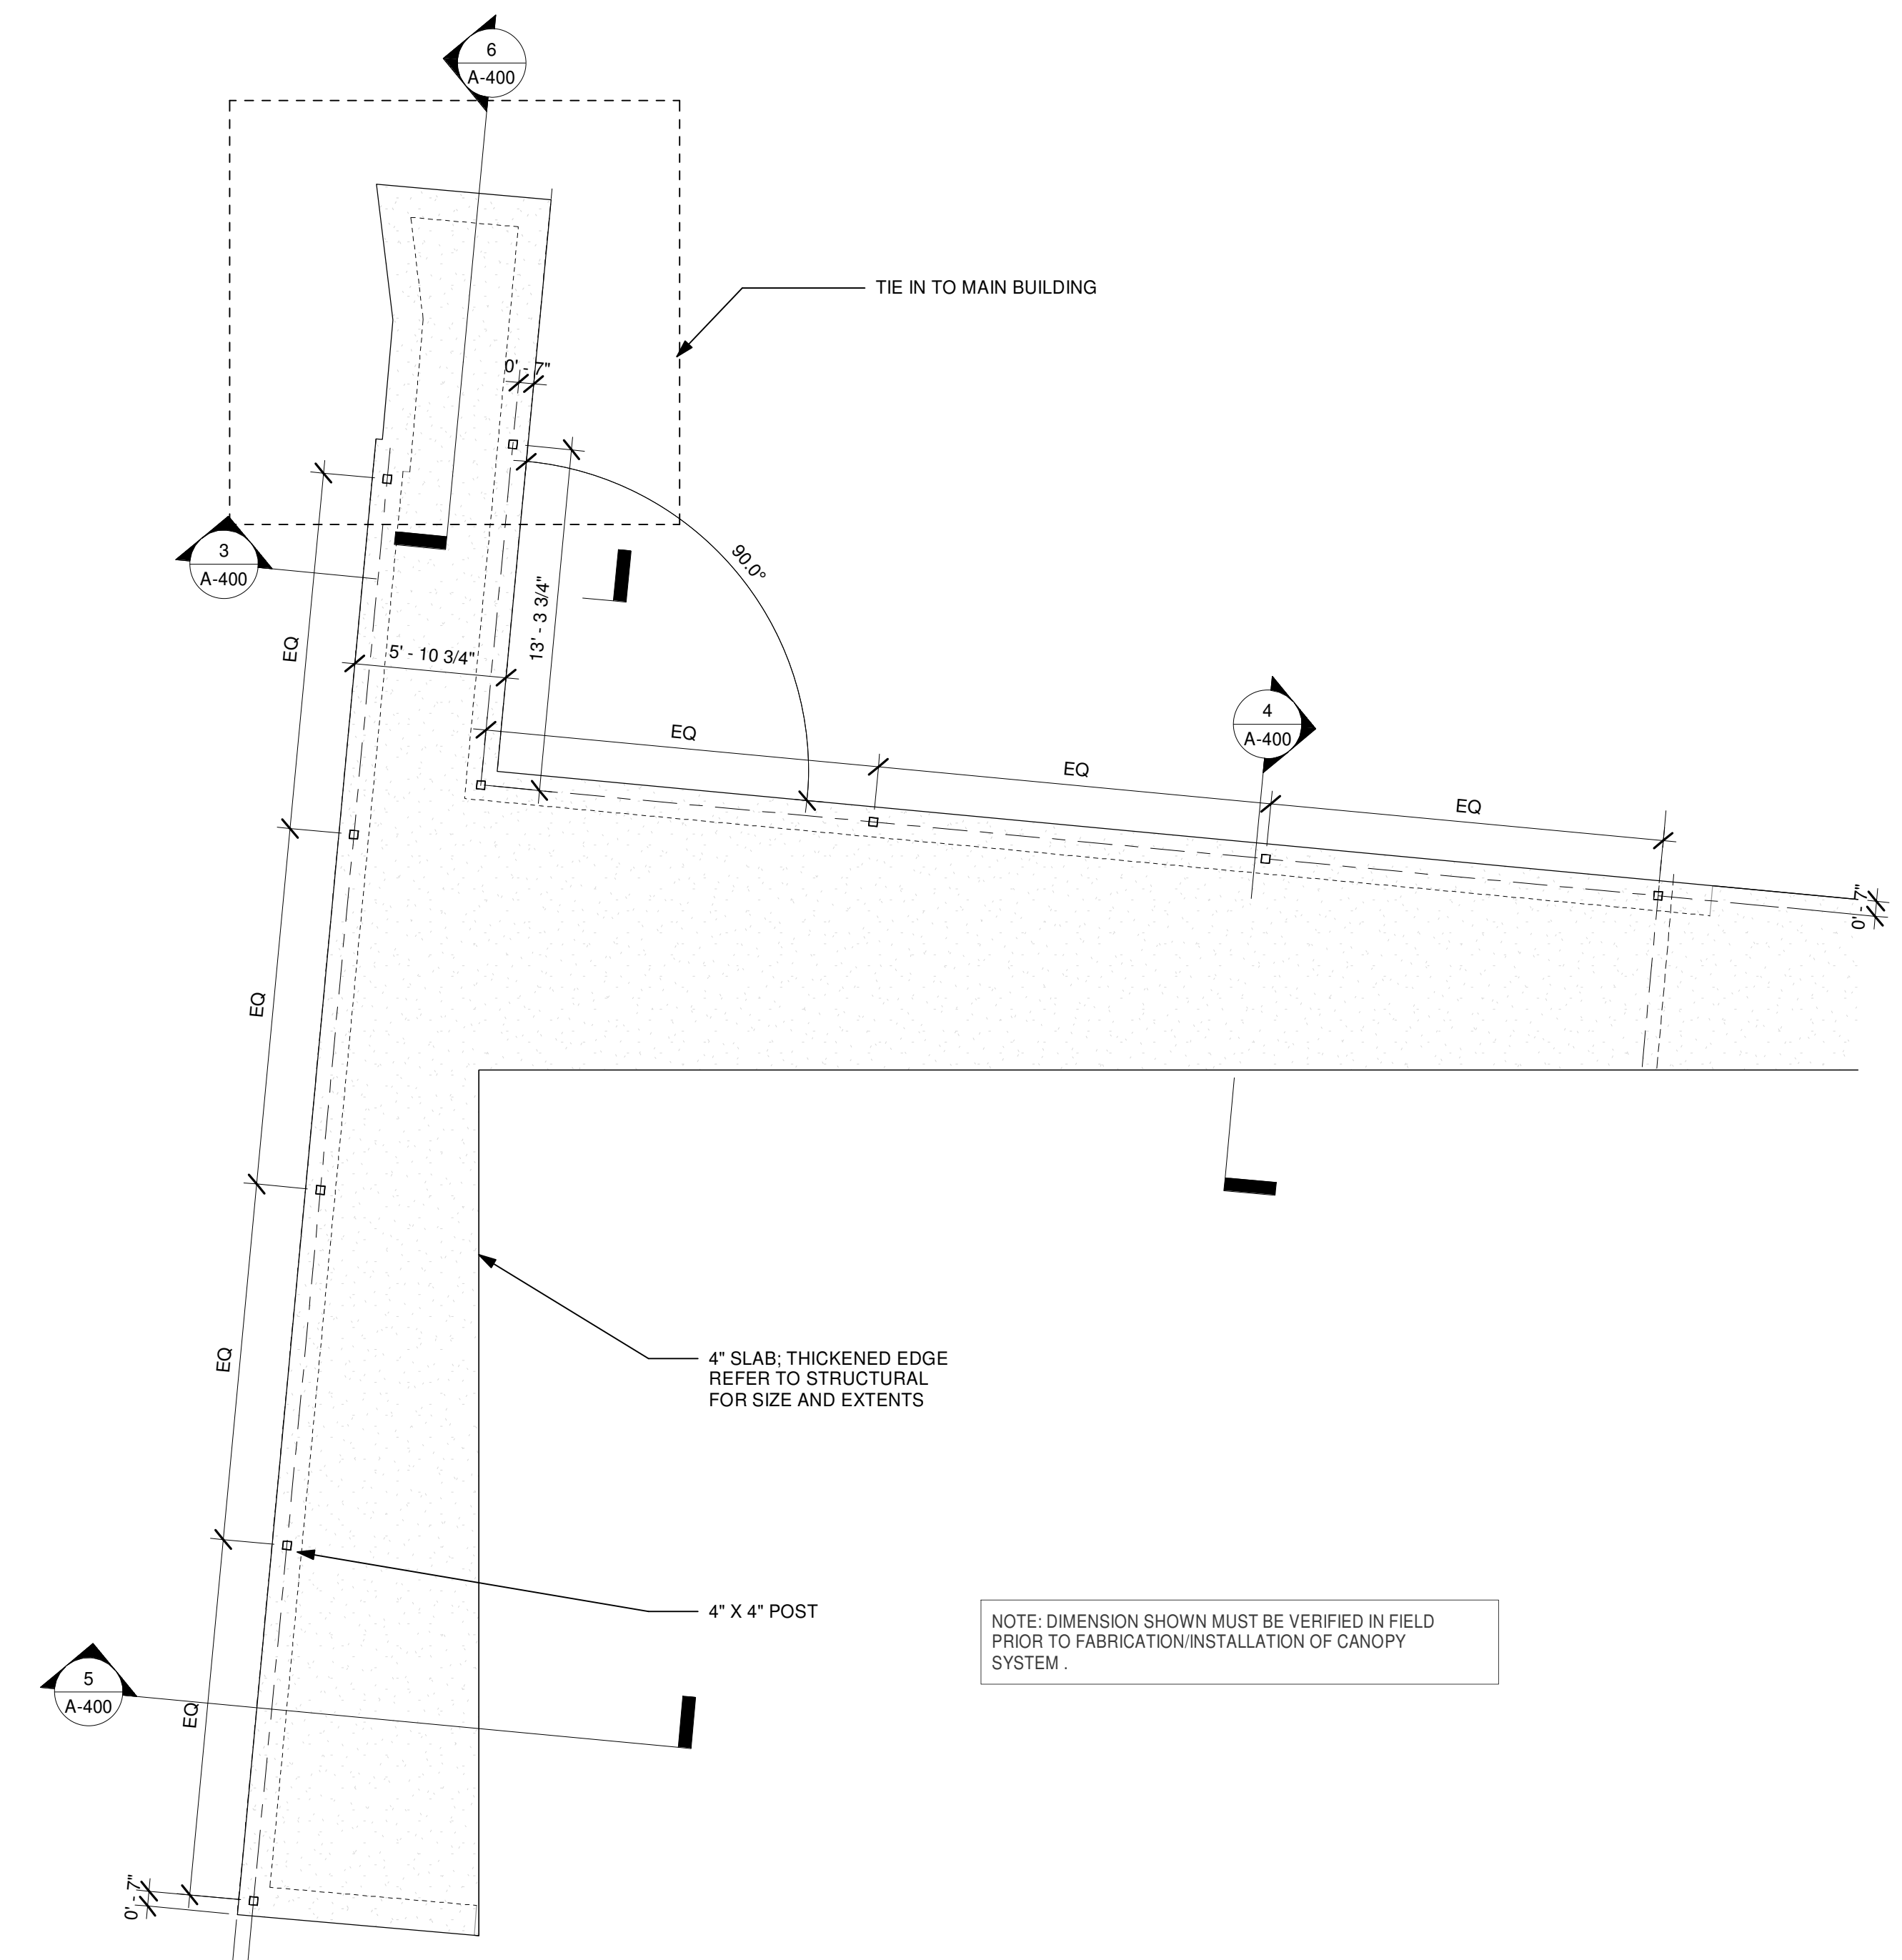 6
A-400
TIE IN TO MAIN BUILDING
0' - 7"
3
A-400
90.0°
13' - 3 3/4"
EQ
5' - 10 3/4"
4
A-400
EQ
EQ
EQ
0' - 7"
EQ
4" SLAB; THICKENED EDGE
REFER TO STRUCTURAL
FOR SIZE AND EXTENTS
EQ
4" X 4" POST
NOTE: DIMENSION SHOWN MUST BE VERIFIED IN FIELD
PRIOR TO FABRICATION/INSTALLATION OF CANOPY
SYSTEM .
5
A-400
EQ
0' - 7"